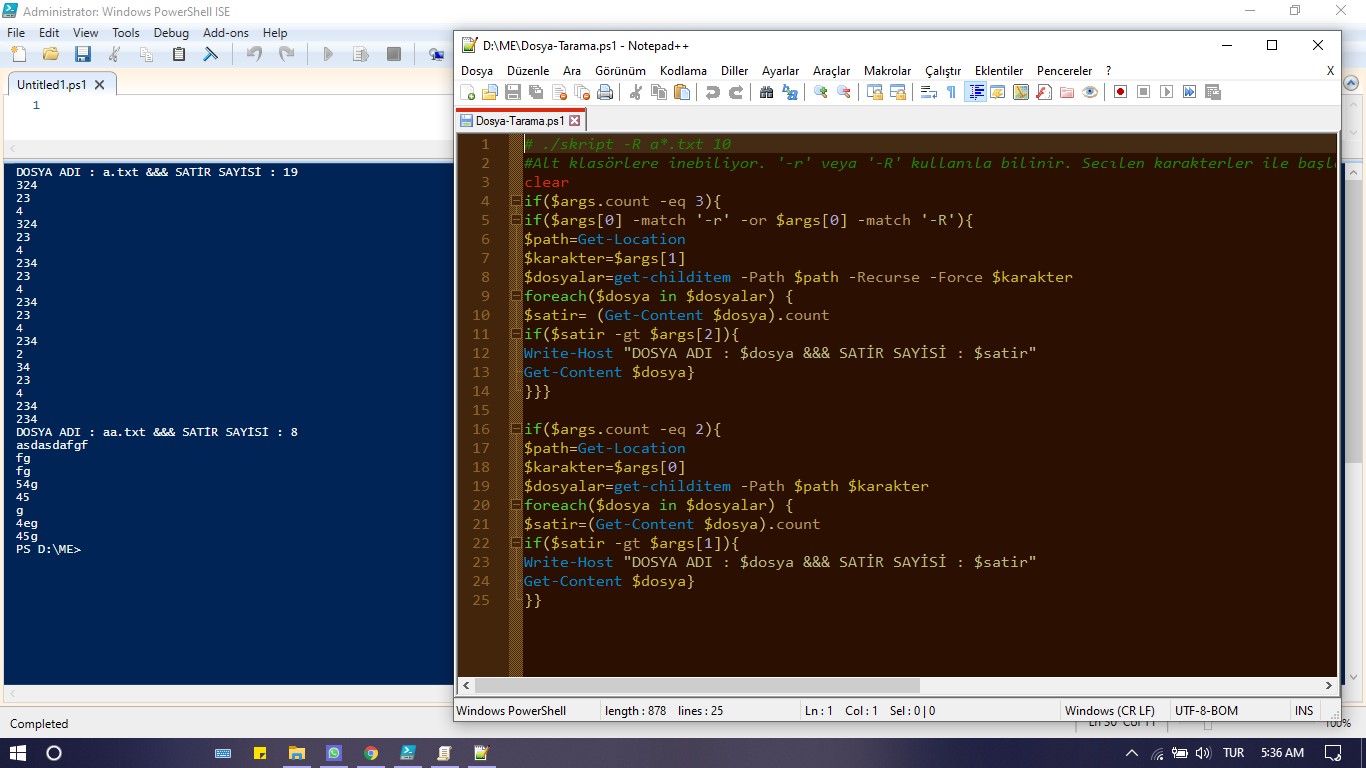 Administrator: Windows PowerShell ISE
File Edit View Tools Debug Add-ons Help
Untitled1.ps1
1
DOSYA ADI : a.txt &&& SATİR SAYİSİ : 19
324
23
4
324
23
4
234
23
4
234
23
4
234
2
34
23
4
234
234
DOSYA ADI : aa.txt &&& SATİR SAYİSİ : 8
asdasdafgf
fg
fg
54g
45
g
4eg
45g
PS D:\ME>
Completed
D:\ME\Dosya-Tarama.ps1 - Notepad++
Dosya Düzenle Ara Görünüm Kodlama Diller Ayarlar Araçlar Makrolar Çalıştır Eklentiler Pencereler ? X
Dosya-Tarama.ps1
1 # ./skript -R a*.txt 10
2 #Alt klasörlere inebiliyor. '-r' veya '-R' kullanıla bilinir. Secılen karakterler ile başla
3 clear
4 if($args.count -eq 3){
5 if($args[0] -match '-r' -or $args[0] -match '-R'){
6 $path=Get-Location
7 $karakter=$args[1]
8 $dosyalar=get-childitem -Path $path -Recurse -Force $karakter
9 foreach($dosya in $dosyalar) {
10 $satir= (Get-Content $dosya).count
11 if($satir -gt $args[2]){
12 Write-Host "DOSYA ADI : $dosya &&& SATİR SAYİSİ : $satir"
13 Get-Content $dosya}
14 }}}
15
16 if($args.count -eq 2){
17 $path=Get-Location
18 $karakter=$args[0]
19 $dosyalar=get-childitem -Path $path $karakter
20 foreach($dosya in $dosyalar) {
21 $satir=(Get-Content $dosya).count
22 if($satir -gt $args[1]){
23 Write-Host "DOSYA ADI : $dosya &&& SATİR SAYİSİ : $satir"
24 Get-Content $dosya}
25 }}
Windows PowerShell length : 878 lines : 25 Ln : 1 Col : 1 Sel : 0 | 0 Windows (CR LF) UTF-8-BOM INS
100%
TUR 5:36 AM